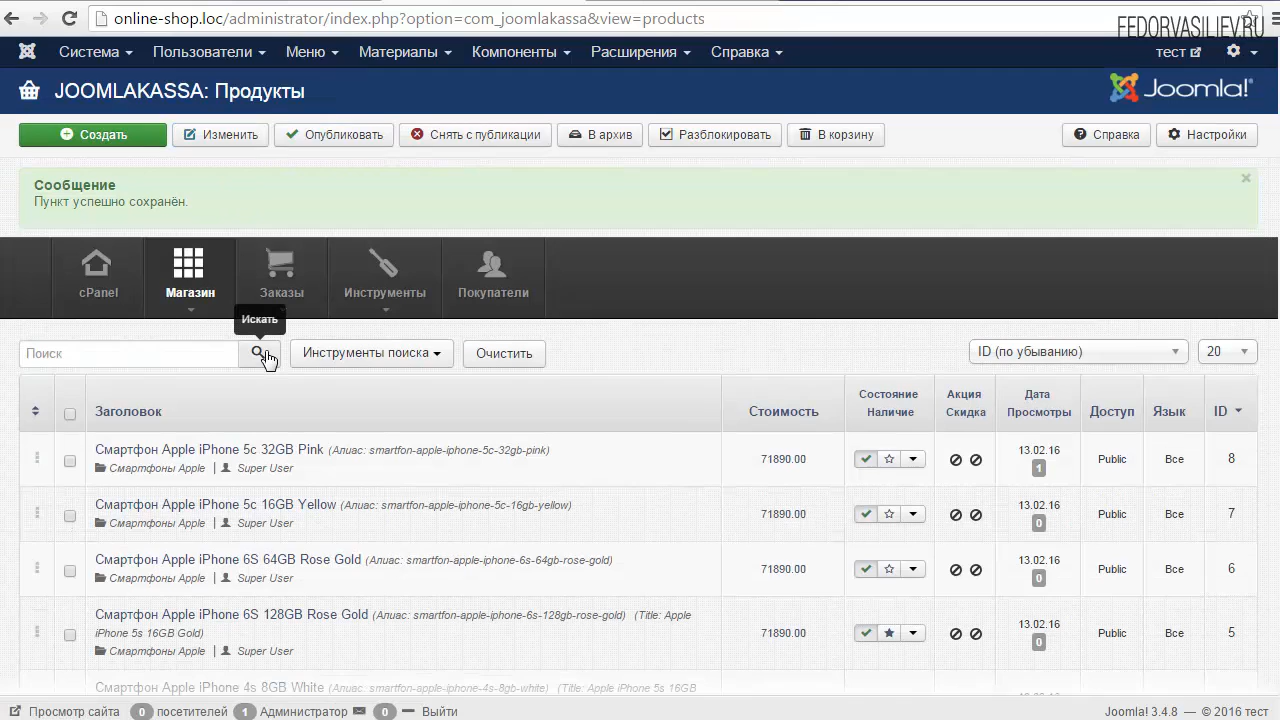 online-shop.loc/administrator/index.php?option=com_joomlakassa&view=products
FEDORVASILIEV.RU
Система Пользователи Меню Материалы Компоненты Расширения Справка тест
JOOMLAKASSA: Продукты Joomla!
Создать Изменить Опубликовать Снять с публикации В архив Разблокировать В корзину Справка Настройки
Сообщение ×
Пункт успешно сохранён.
cPanel Магазин Заказы Инструменты Покупатели
Искать
Поиск Инструменты поиска Очистить ID (по убыванию) 20
Заголовок Стоимость Состояние Наличие Акция Скидка Дата Просмотры Доступ Язык ID
Смартфон Apple iPhone 5c 32GB Pink (Алиас: smartfon-apple-iphone-5c-32gb-pink) 71890.00 13.02.16 Public Все 8
Смартфоны Apple | Super User 1
Смартфон Apple iPhone 5c 16GB Yellow (Алиас: smartfon-apple-iphone-5c-16gb-yellow) 71890.00 13.02.16 Public Все 7
Смартфоны Apple | Super User 0
Смартфон Apple iPhone 6S 64GB Rose Gold (Алиас: smartfon-apple-iphone-6s-64gb-rose-gold) 71890.00 13.02.16 Public Все 6
Смартфоны Apple | Super User 0
Смартфон Apple iPhone 6S 128GB Rose Gold (Алиас: smartfon-apple-iphone-6s-128gb-rose-gold) (Title: Apple
iPhone 5s 16GB Gold) 71890.00 13.02.16 Public Все 5
Смартфоны Apple | Super User 0
Смартфон Apple iPhone 4s 8GB White (Алиас: smartfon-apple-iphone-4s-8gb-white) (Title: Apple iPhone 5s 16GB
Просмотр сайта 0 посетителей 1 Администратор 0 Выйти Joomla! 3.4.8 — © 2016 тест